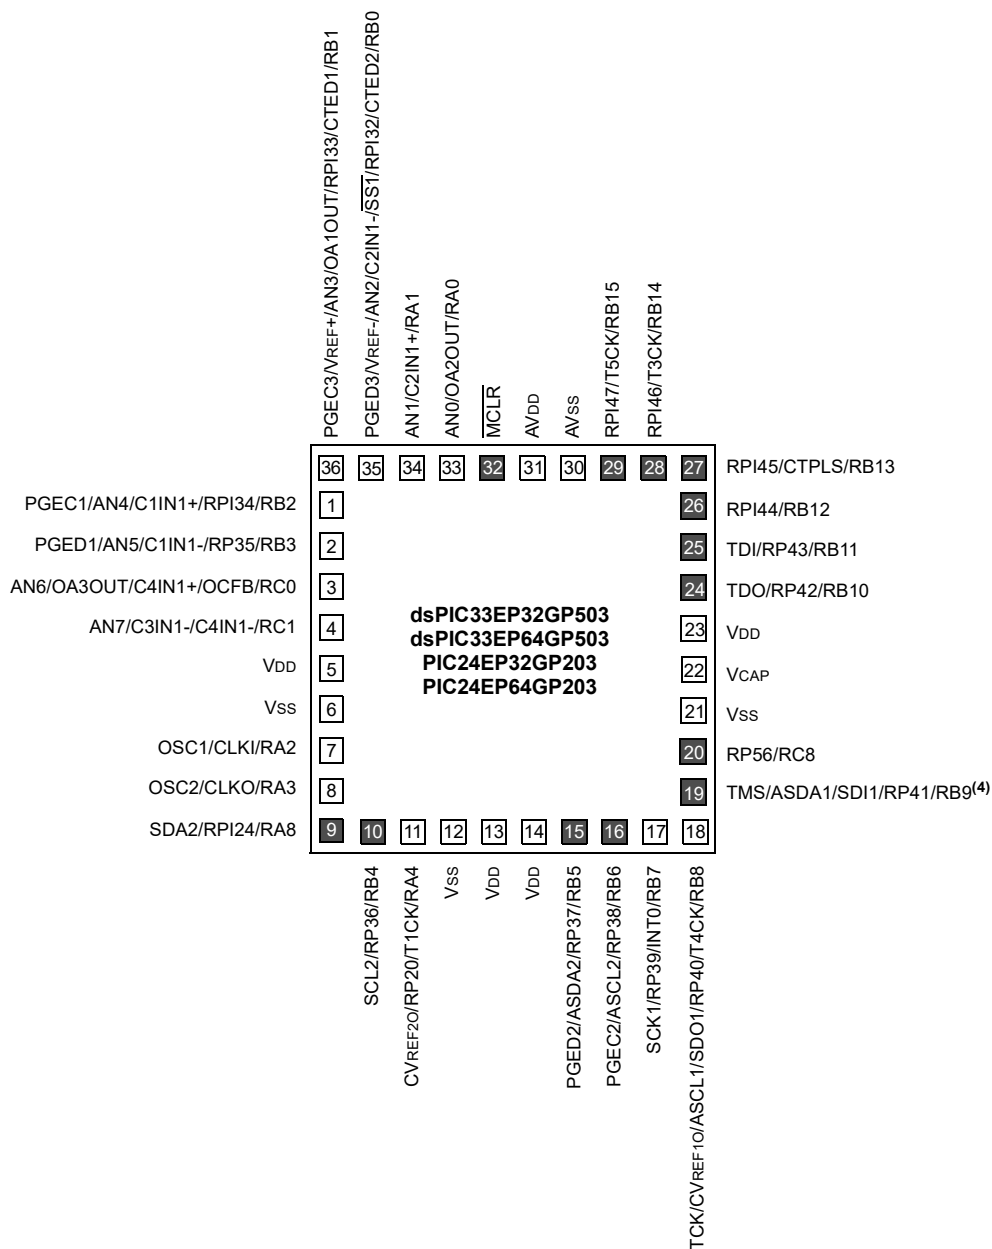 PGEC3/VREF+/AN3/OA1OUT/RPI33/CTED1/RB1
PGED3/VREF-/AN2/C2IN1-/SS1/RPI32/CTED2/RB0
AN1/C2IN1+/RA1
AN0/OA2OUT/RA0
MCLR
AVDD
AVSS
RPI47/T5CK/RB15
RPI46/T3CK/RB14
36 35 34 33 32 31 30 29 28 27 RPI45/CTPLS/RB13
PGEC1/AN4/C1IN1+/RPI34/RB2 1
26 RPI44/RB12
PGED1/AN5/C1IN1-/RP35/RB3 2
25 TDI/RP43/RB11
AN6/OA3OUT/C4IN1+/OCFB/RC0 3
24 TDO/RP42/RB10
AN7/C3IN1-/C4IN1-/RC1 4
23 VDD
dsPIC33EP32GP503
dsPIC33EP64GP503
PIC24EP32GP203
PIC24EP64GP203
VDD 5
22 VCAP
VSS 6
21 VSS
OSC1/CLKI/RA2 7
20 RP56/RC8
OSC2/CLKO/RA3 8
19 TMS/ASDA1/SDI1/RP41/RB9(4)
SDA2/RPI24/RA8 9 10 11 12 13 14 15 16 17 18
SCL2/RP36/RB4
CVREF2O/RP20/T1CK/RA4
VSS
VDD
VDD
PGED2/ASDA2/RP37/RB5
PGEC2/ASCL2/RP38/RB6
SCK1/RP39/INT0/RB7
TCK/CVREF1O/ASCL1/SDO1/RP40/T4CK/RB8